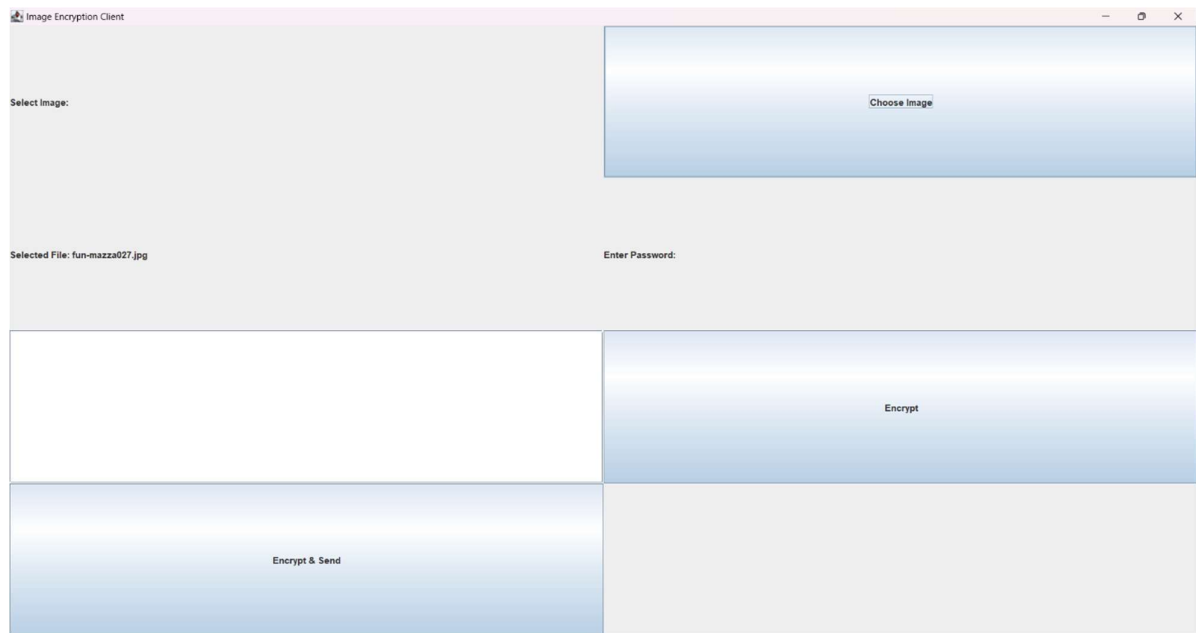 Image Encryption Client
Select Image:
Choose Image
Selected File: fun-mazza027.jpg
Enter Password:
Encrypt
Encrypt & Send